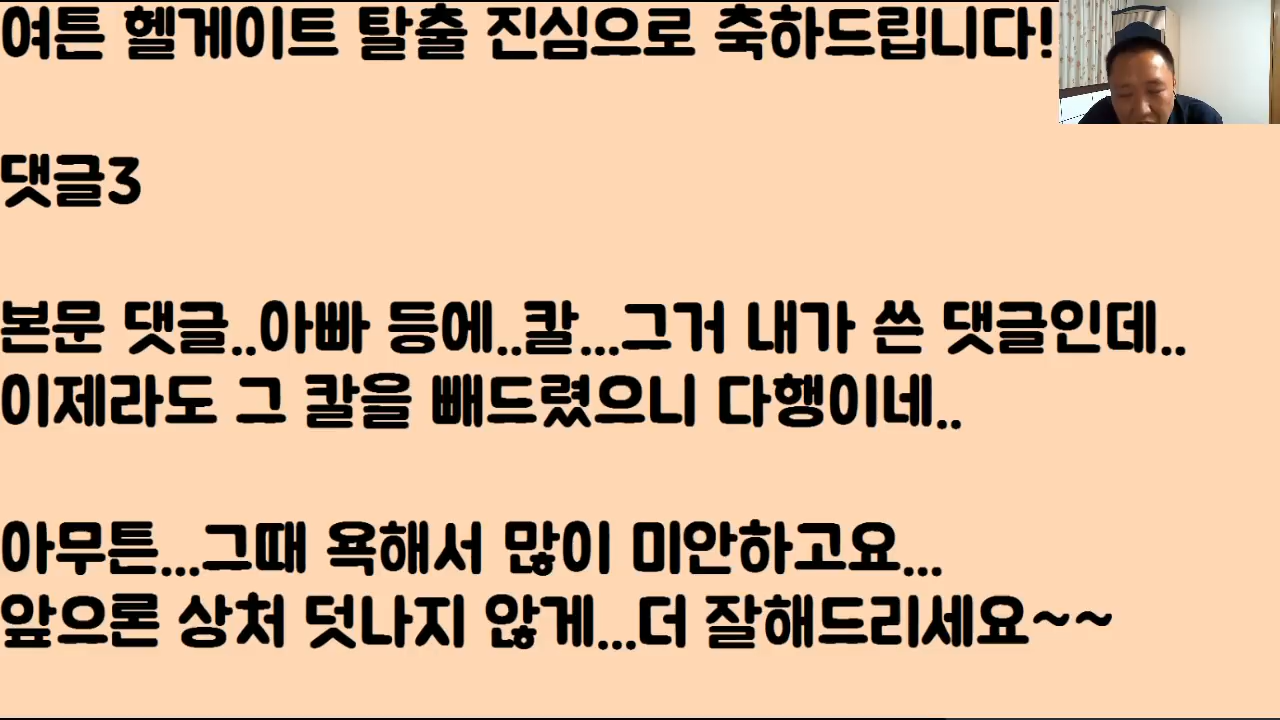 여튼 헬게이트 탈출 진심으로 축하드립니다!
댓글3
본문 댓글..아빠 등에..칼...그거 내가 쓴 댓글인데..
이제라도 그 칼을 빼드렸으니 다행이네..
아무튼...그때 욕해서 많이 미안하고요...
앞으론 상처 덧나지 않게...더 잘해드리세요~~